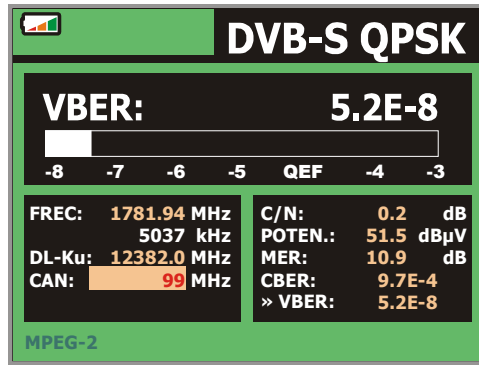 DVB-S QPSK
VBER: 5.2E-8
-8 -7 -6 -5 QEF -4 -3
FREC: 1781.94 MHz
5037 kHz
DL-Ku: 12382.0 MHz
CAN: 99 MHz
C/N: 0.2 dB
POTEN.: 51.5 dBµV
MER: 10.9 dB
CBER: 9.7E-4
» VBER: 5.2E-8
MPEG-2